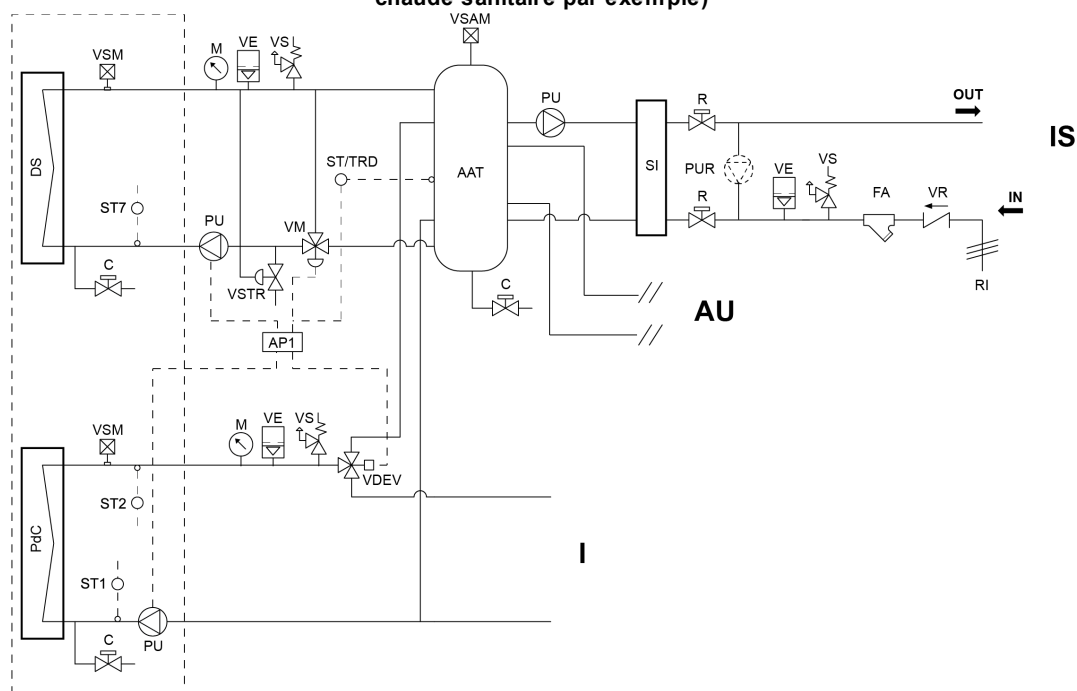 chaude sanitaire par exemple)
VSAM
VSM
M
VE
VS
PU
R
OUT
IS
DS
ST/TRD
AAT
SI
PUR
VE
VS
FA
VR
IN
ST7
PU
VM
R
C
VSTR
C
RI
AU
AP1
VSM
M
VE
VS
VDEV
PdC
ST2
I
ST1
C
PU